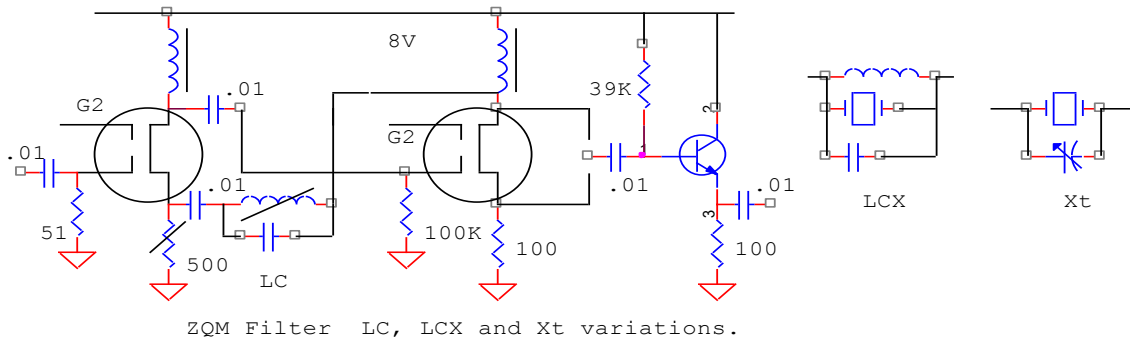 8V
.01
39K
2
G2
G2
.01
1
.01
.01
.01
LCX
Xt
51
500
100K
100
3
100
LC
ZQM Filter LC, LCX and Xt variations.